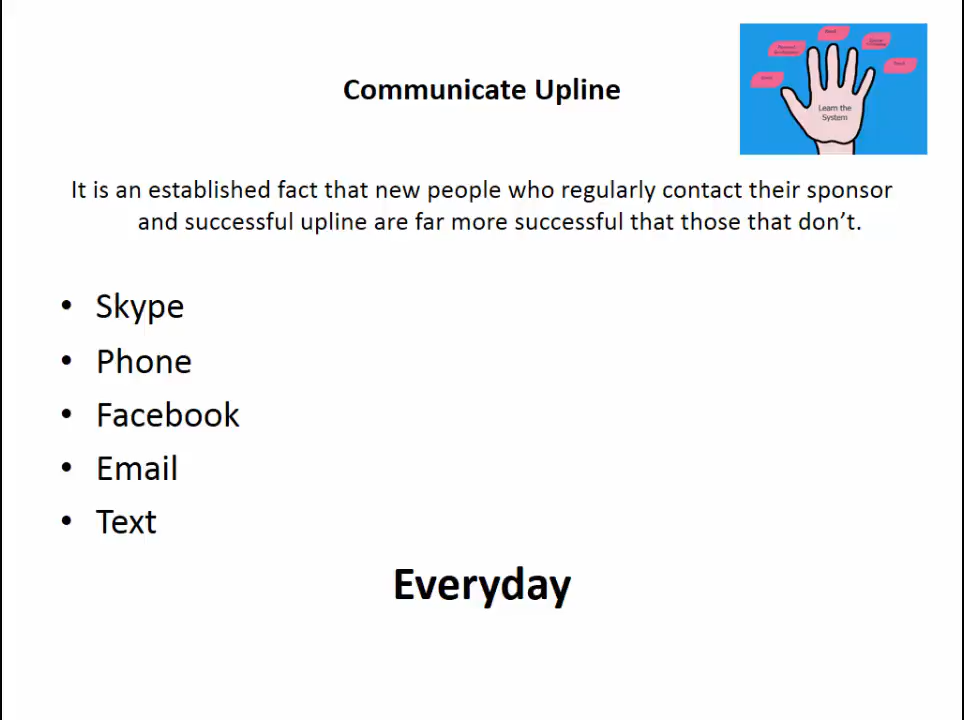 Communicate Upline
Learn the
System
It is an established fact that new people who regularly contact their sponsor
and successful upline are far more successful that those that don’t.
• Skype
• Phone
• Facebook
• Email
• Text
Everyday